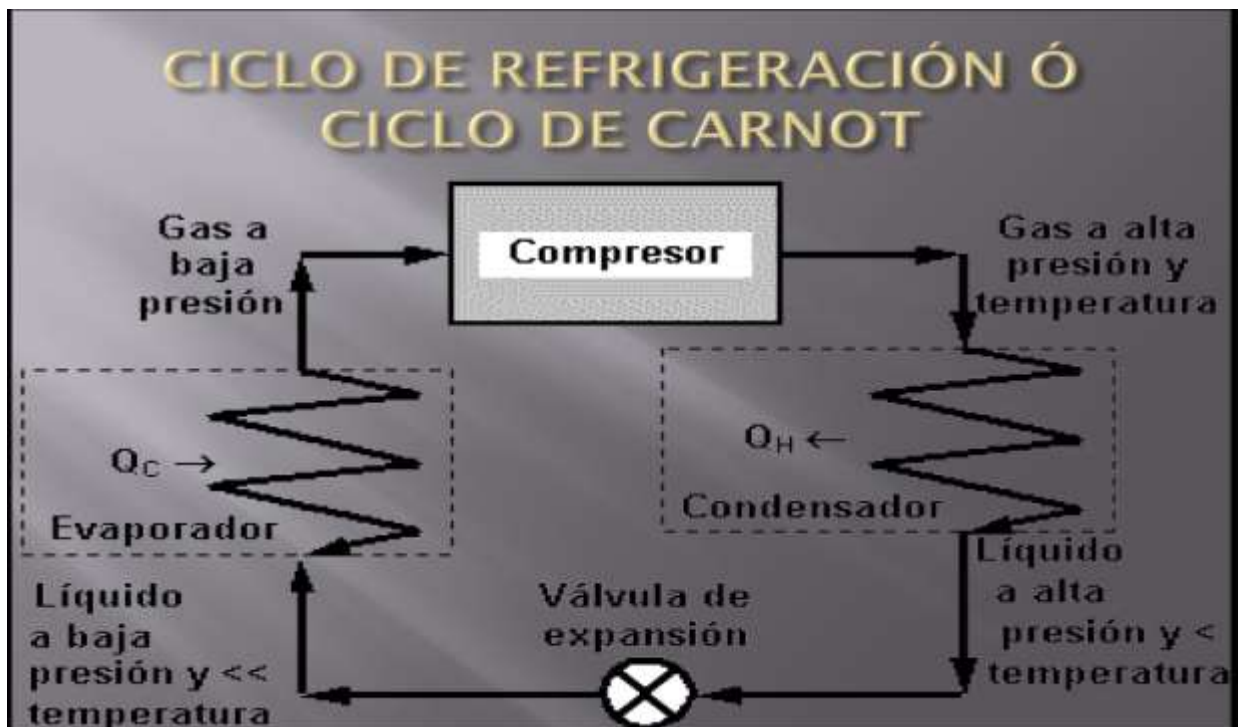 CICLO DE REFRIGERACIÓN Ó
CICLO DE CARNOT
Gas a
baja
presión
Compresor
Gas a alta
presión y
temperatura
Q_C →
Evaporador
Q_H ←
Condensador
Líquido
a baja
presión y <<
temperatura
Válvula de
expansión
Líquido
a alta
presión y <
temperatura